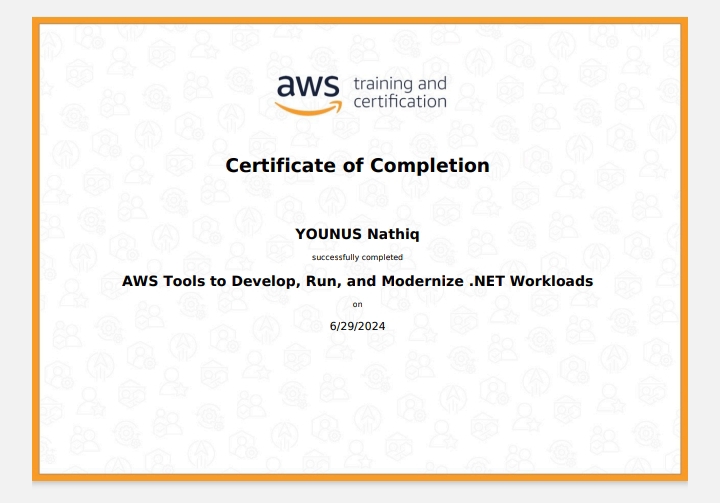 aws training and
certification
Certificate of Completion
YOUNUS Nathiq
successfully completed
AWS Tools to Develop, Run, and Modernize .NET Workloads
on
6/29/2024